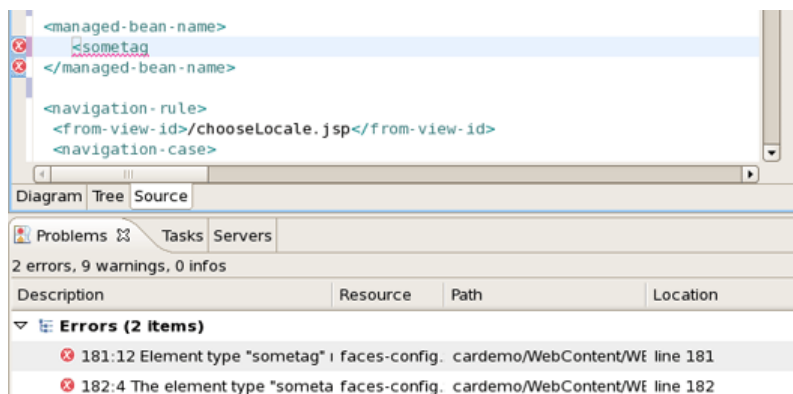 <managed-bean-name>
<sometag
</managed-bean-name>
<navigation-rule>
<from-view-id>/chooseLocale.jsp</from-view-id>
<navigation-case>
Diagram Tree Source
Problems Tasks Servers
2 errors, 9 warnings, 0 infos
Description Resource Path Location
Errors (2 items)
181:12 Element type "sometag" faces-config. cardemo/WebContent/WE line 181
182:4 The element type "someta faces-config. cardemo/WebContent/WE line 182